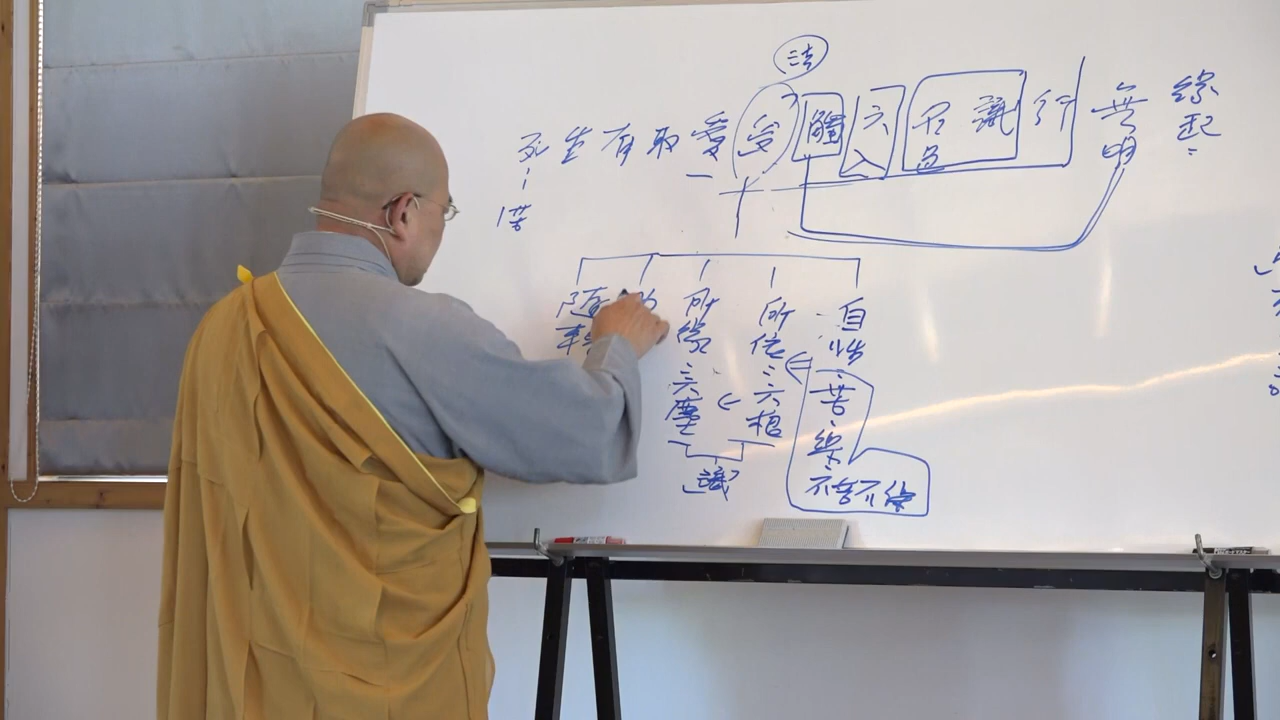 緣起:
無明
行
識
名色
六入
觸
法
受
愛
取
有
生
死
苦
自性:苦、樂、不苦不樂
所依:六根
所緣:六塵
「識」
隨轉